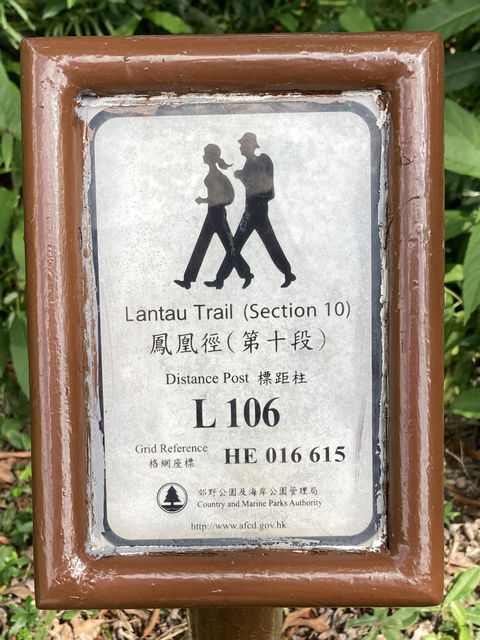 Lantau Trail (Section 10)
鳳凰徑(第十段)
Distance Post 標距柱
L 106
Grid Reference
格網座標
HE 016 615
郊野公園及海岸公園管理局
Country and Marine Parks Authority
http://www.afcd.gov.hk